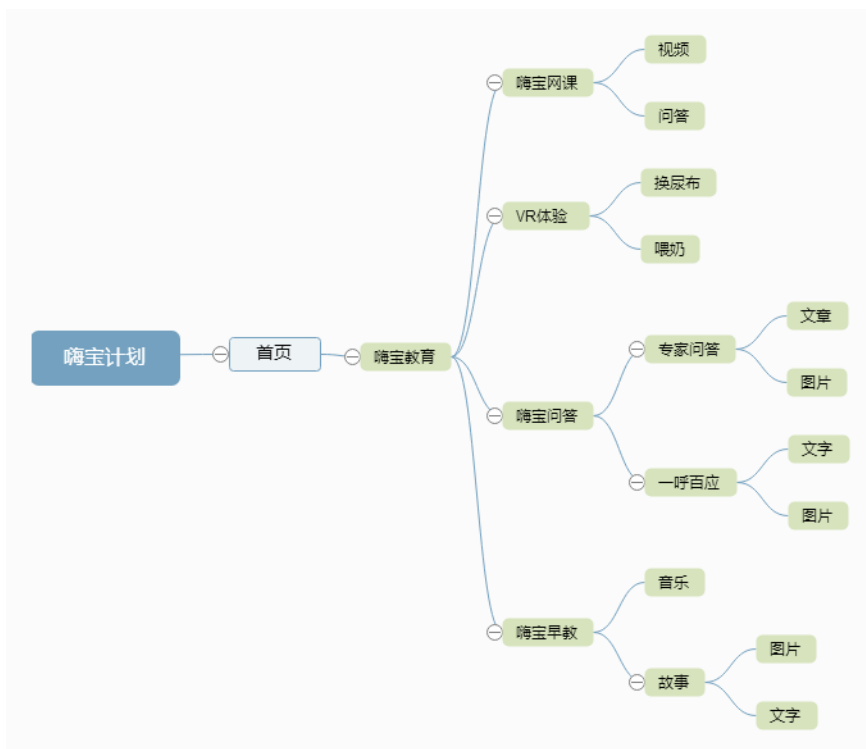 嗨宝计划
首页
嗨宝教育
嗨宝网课
视频
问答
VR体验
换尿布
喂奶
嗨宝问答
专家问答
文章
图片
一呼百应
文字
图片
嗨宝早教
音乐
故事
图片
文字